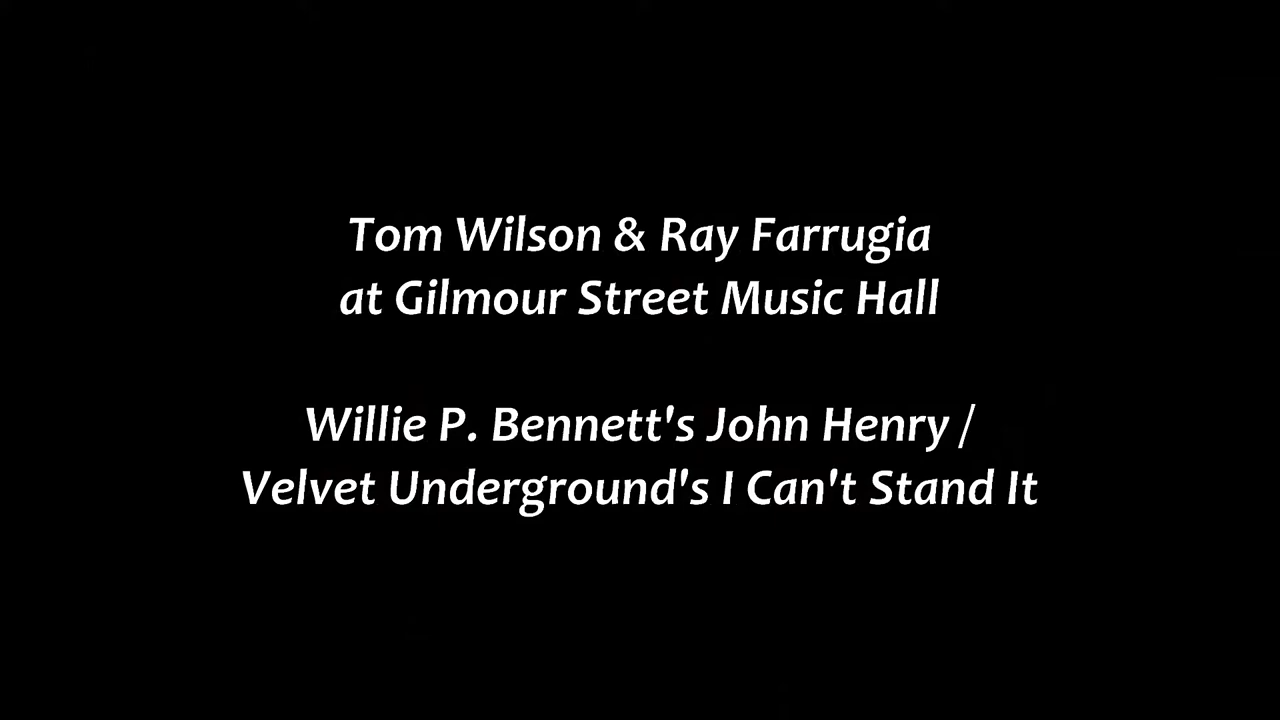 Tom Wilson & Ray Farrugia
at Gilmour Street Music Hall
Willie P. Bennett's John Henry /
Velvet Underground's I Can't Stand It